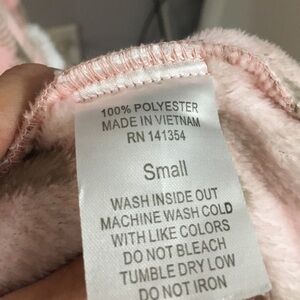 100% POLYESTER
MADE IN VIETNAM
RN 141354
Small
WASH INSIDE OUT
MACHINE WASH COLD
WITH LIKE COLORS
DO NOT BLEACH
TUMBLE DRY LOW
DO NOT IRON